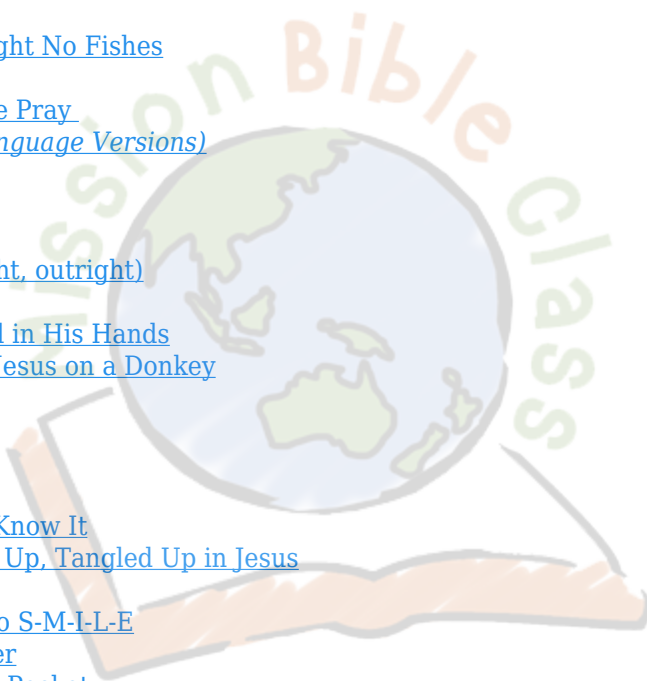 ght No Fishes
e Pray
nguage Versions)
nt, outright)
in His Hands
Jesus on a Donkey
Know It
Up, Tangled Up in Jesus
o S-M-I-L-E
er
Mission Bible Class